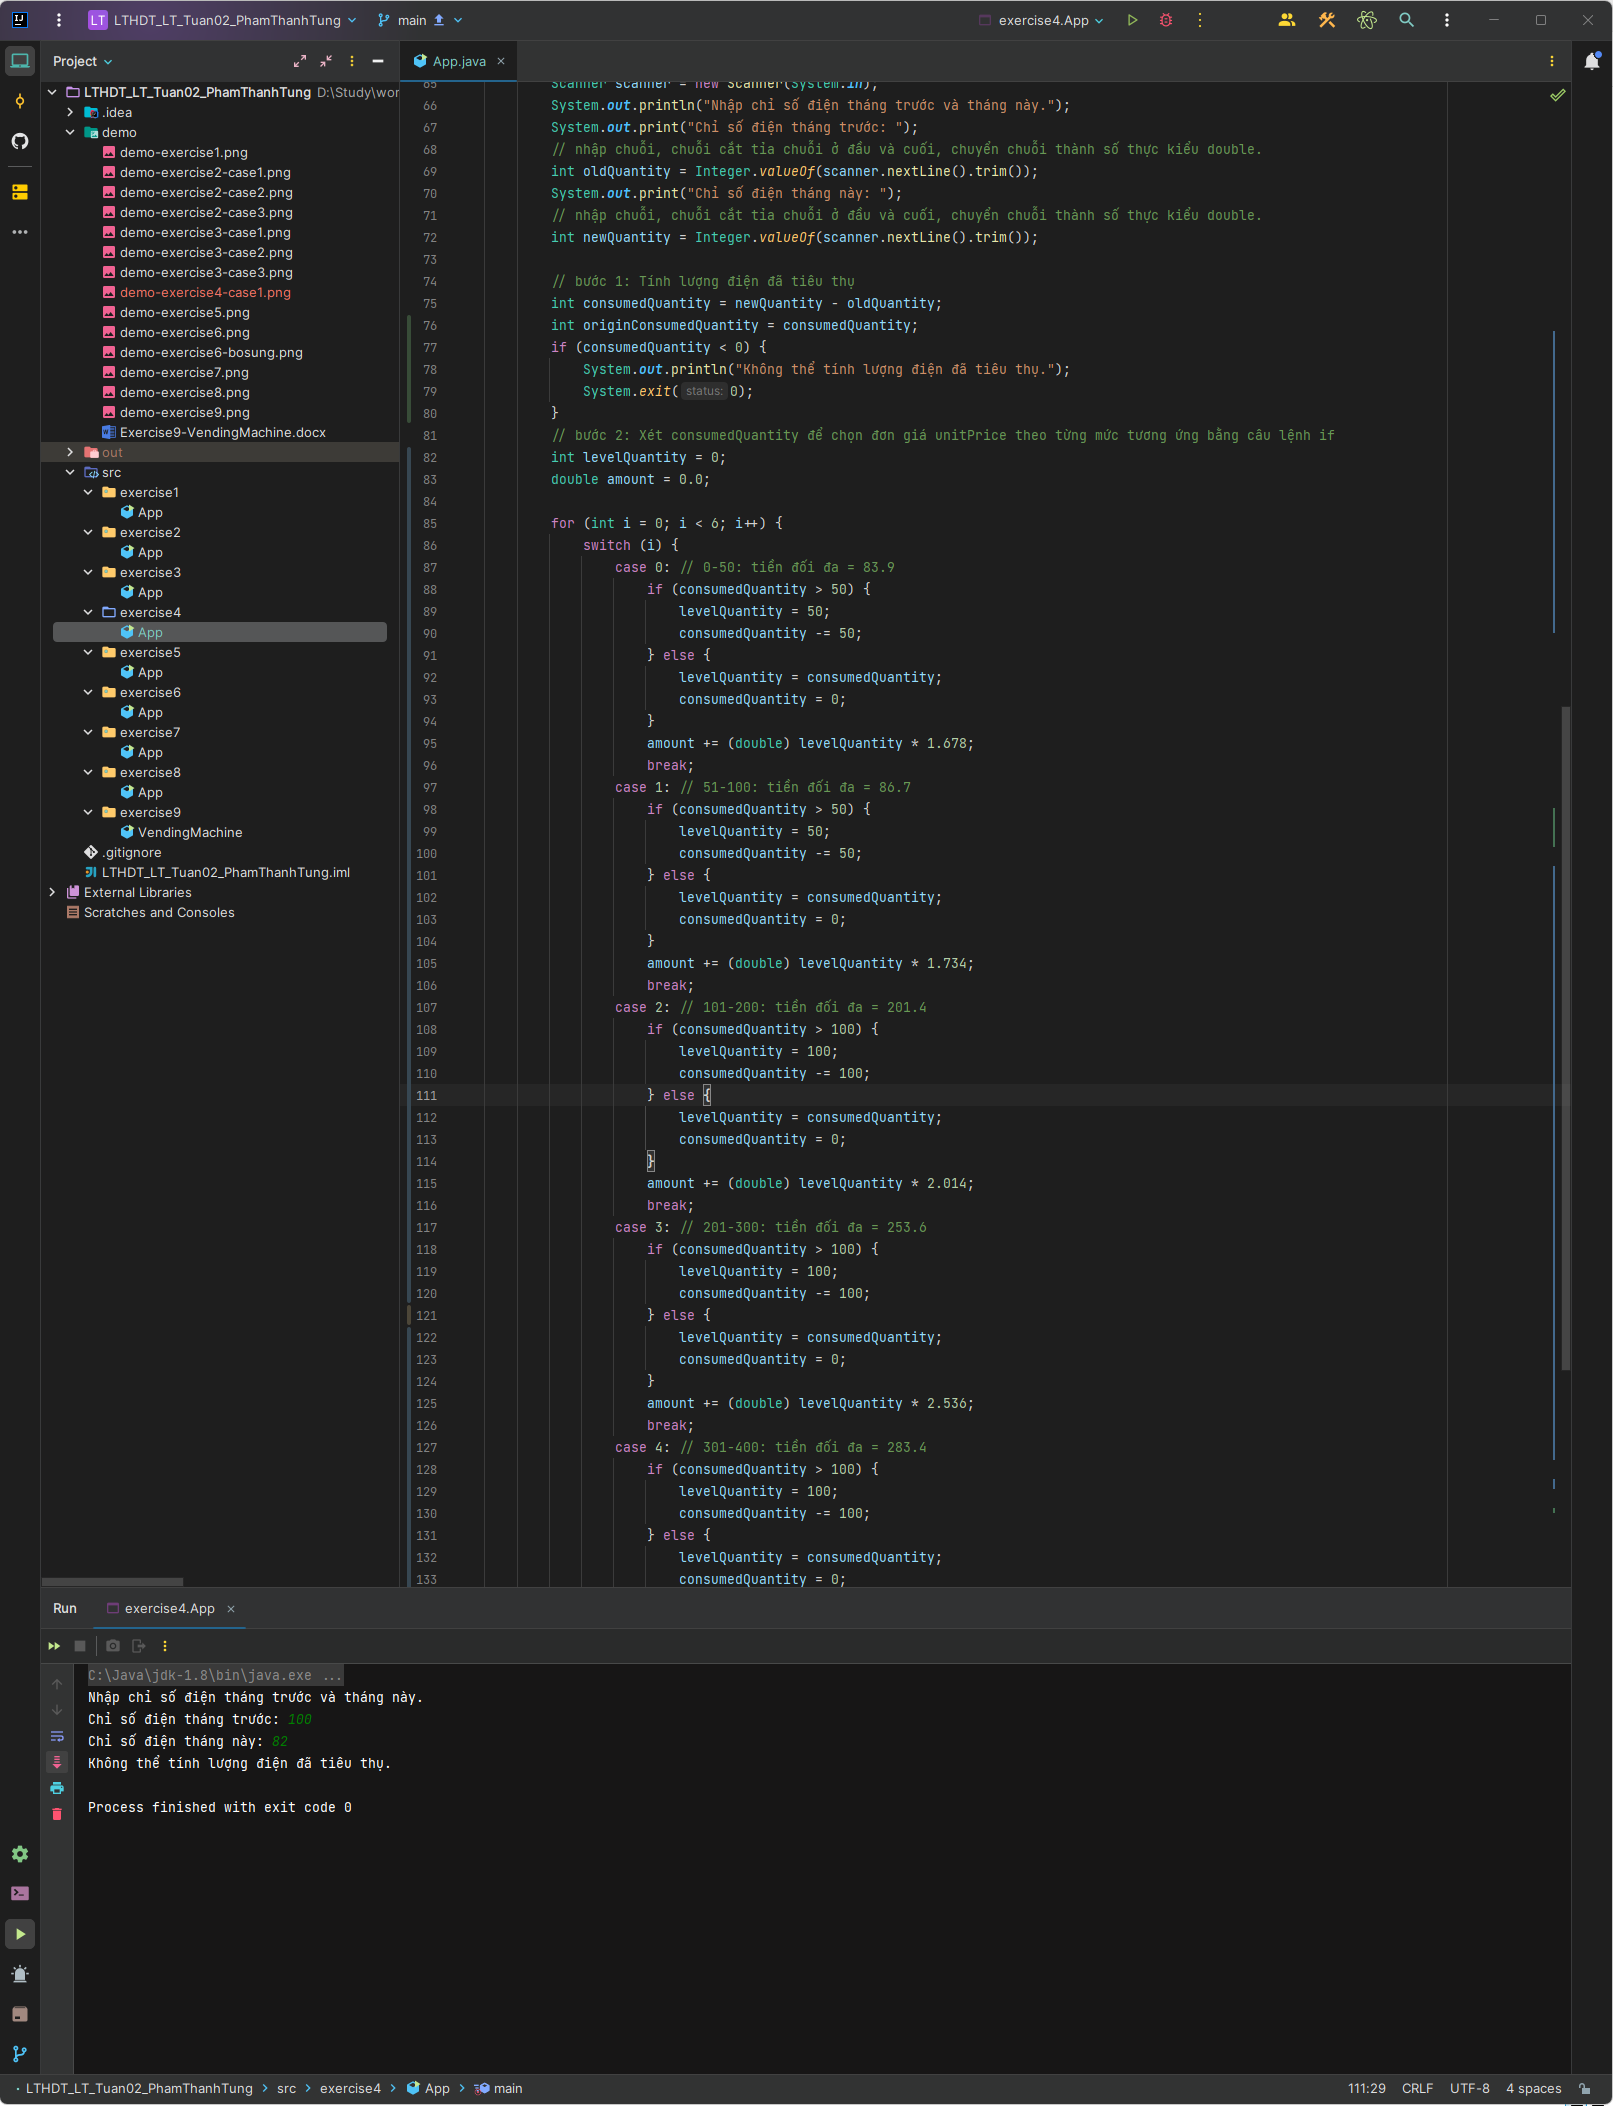 LT LTHDT_LT_Tuan02_PhamThanhTung main exercise4.App
Project
LTHDT_LT_Tuan02_PhamThanhTung D:\Study\wor
.idea
demo
demo-exercise1.png
demo-exercise2-case1.png
demo-exercise2-case2.png
demo-exercise2-case3.png
demo-exercise3-case1.png
demo-exercise3-case2.png
demo-exercise3-case3.png
demo-exercise4-case1.png
demo-exercise5.png
demo-exercise6.png
demo-exercise6-bosung.png
demo-exercise7.png
demo-exercise8.png
demo-exercise9.png
Exercise9-VendingMachine.docx
out
src
exercise1
App
exercise2
App
exercise3
App
exercise4
App
exercise5
App
exercise6
App
exercise7
App
exercise8
App
exercise9
VendingMachine
.gitignore
LTHDT_LT_Tuan02_PhamThanhTung.iml
External Libraries
Scratches and Consoles
App.java
65 Scanner scanner = new Scanner(System.in);
66 System.out.println("Nhập chỉ số điện tháng trước và tháng này.");
67 System.out.print("Chỉ số điện tháng trước: ");
68 // nhập chuỗi, chuỗi cắt tỉa chuỗi ở đầu và cuối, chuyển chuỗi thành số thực kiểu double.
69 int oldQuantity = Integer.valueOf(scanner.nextLine().trim());
70 System.out.print("Chỉ số điện tháng này: ");
71 // nhập chuỗi, chuỗi cắt tỉa chuỗi ở đầu và cuối, chuyển chuỗi thành số thực kiểu double.
72 int newQuantity = Integer.valueOf(scanner.nextLine().trim());
73
74 // bước 1: Tính lượng điện đã tiêu thụ
75 int consumedQuantity = newQuantity - oldQuantity;
76 int originConsumedQuantity = consumedQuantity;
77 if (consumedQuantity < 0) {
78 System.out.println("Không thể tính lượng điện đã tiêu thụ.");
79 System.exit( status: 0);
80 }
81 // bước 2: Xét consumedQuantity để chọn đơn giá unitPrice theo từng mức tương ứng bằng câu lệnh if
82 int levelQuantity = 0;
83 double amount = 0.0;
84
85 for (int i = 0; i < 6; i++) {
86 switch (i) {
87 case 0: // 0-50: tiền đối đa = 83.9
88 if (consumedQuantity > 50) {
89 levelQuantity = 50;
90 consumedQuantity -= 50;
91 } else {
92 levelQuantity = consumedQuantity;
93 consumedQuantity = 0;
94 }
95 amount += (double) levelQuantity * 1.678;
96 break;
97 case 1: // 51-100: tiền đối đa = 86.7
98 if (consumedQuantity > 50) {
99 levelQuantity = 50;
100 consumedQuantity -= 50;
101 } else {
102 levelQuantity = consumedQuantity;
103 consumedQuantity = 0;
104 }
105 amount += (double) levelQuantity * 1.734;
106 break;
107 case 2: // 101-200: tiền đối đa = 201.4
108 if (consumedQuantity > 100) {
109 levelQuantity = 100;
110 consumedQuantity -= 100;
111 } else {
112 levelQuantity = consumedQuantity;
113 consumedQuantity = 0;
114 }
115 amount += (double) levelQuantity * 2.014;
116 break;
117 case 3: // 201-300: tiền đối đa = 253.6
118 if (consumedQuantity > 100) {
119 levelQuantity = 100;
120 consumedQuantity -= 100;
121 } else {
122 levelQuantity = consumedQuantity;
123 consumedQuantity = 0;
124 }
125 amount += (double) levelQuantity * 2.536;
126 break;
127 case 4: // 301-400: tiền đối đa = 283.4
128 if (consumedQuantity > 100) {
129 levelQuantity = 100;
130 consumedQuantity -= 100;
131 } else {
132 levelQuantity = consumedQuantity;
133 consumedQuantity = 0;
Run exercise4.App
C:\Java\jdk-1.8\bin\java.exe ...
Nhập chỉ số điện tháng trước và tháng này.
Chỉ số điện tháng trước: 100
Chỉ số điện tháng này: 82
Không thể tính lượng điện đã tiêu thụ.
Process finished with exit code 0
LTHDT_LT_Tuan02_PhamThanhTung > src > exercise4 > App > main 111:29 CRLF UTF-8 4 spaces